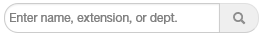 Enter name, extension, or dept.